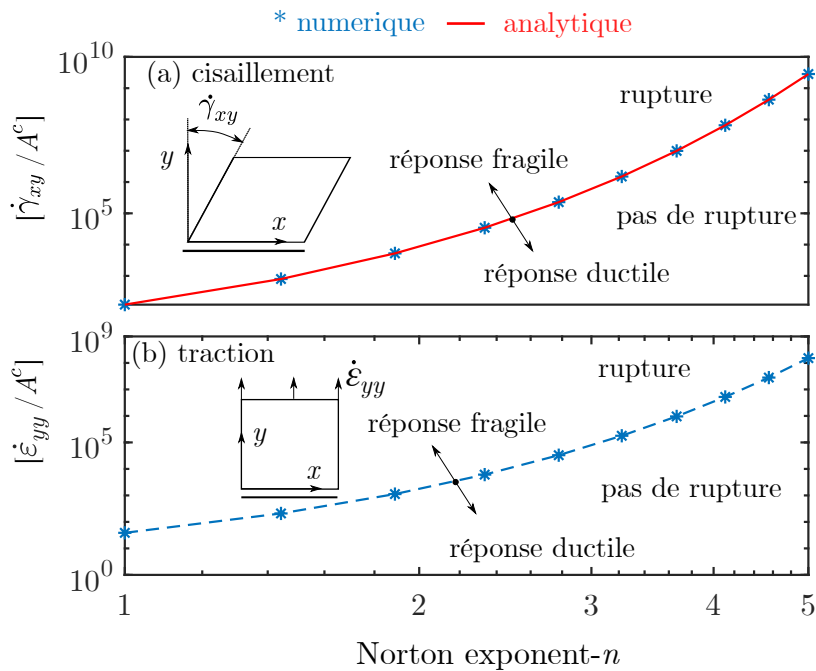 * numerique — analytique
10^10
(a) cisaillement
rupture
γ̇_xy
y
réponse fragile
[γ̇_xy/A^c]
10^5
x
pas de rupture
réponse ductile
10^9
(b) traction
ε̇_yy
rupture
réponse fragile
y
[ε̇_yy/A^c]
10^5
x
pas de rupture
réponse ductile
10^0
1 2 3 4 5
Norton exponent-n